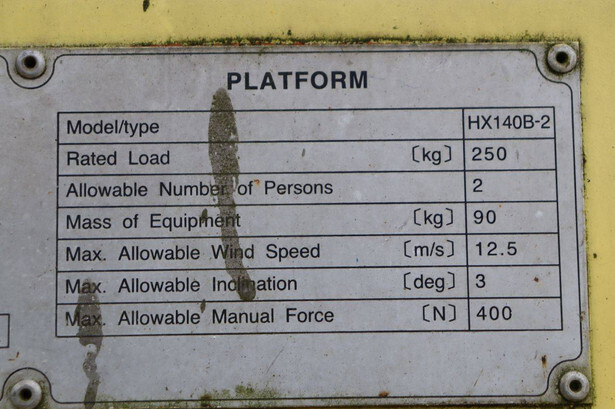 PLATFORM
Model/type HX140B-2
Rated Load [kg] 250
Allowable Number of Persons 2
Mass of Equipment [kg] 90
Max. Allowable Wind Speed [m/s] 12.5
Max. Allowable Inclination [deg] 3
Max. Allowable Manual Force [N] 400